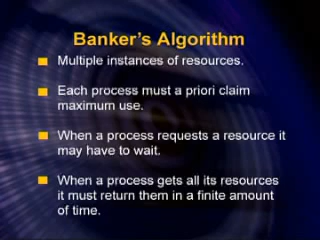 Banker's Algorithm
Multiple instances of resources.
Each process must a priori claim
maximum use.
When a process requests a resource it
may have to wait.
When a process gets all its resources
it must return them in a finite amount
of time.